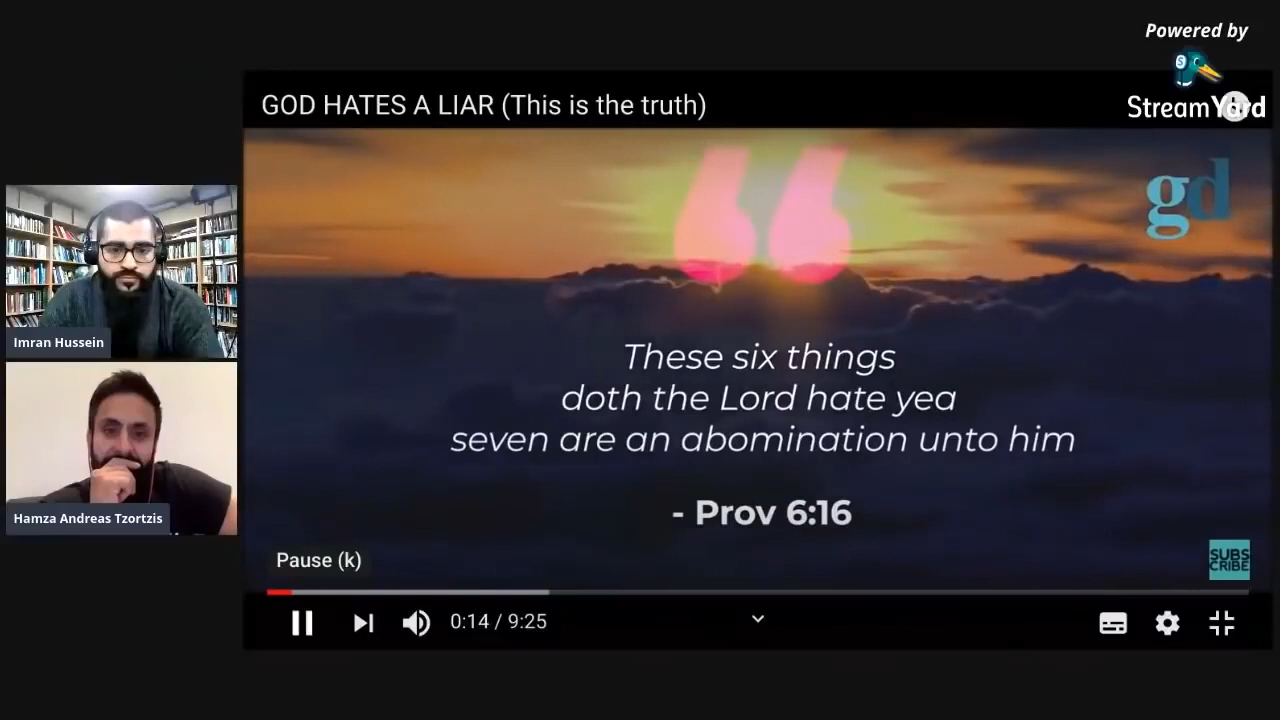 Powered by
StreamYard
GOD HATES A LIAR (This is the truth)
gd
Imran Hussein
These six things
doth the Lord hate yea
seven are an abomination unto him
- Prov 6:16
Hamza Andreas Tzortzis
Pause (k)
SUBS
CRIBE
0:14 / 9:25